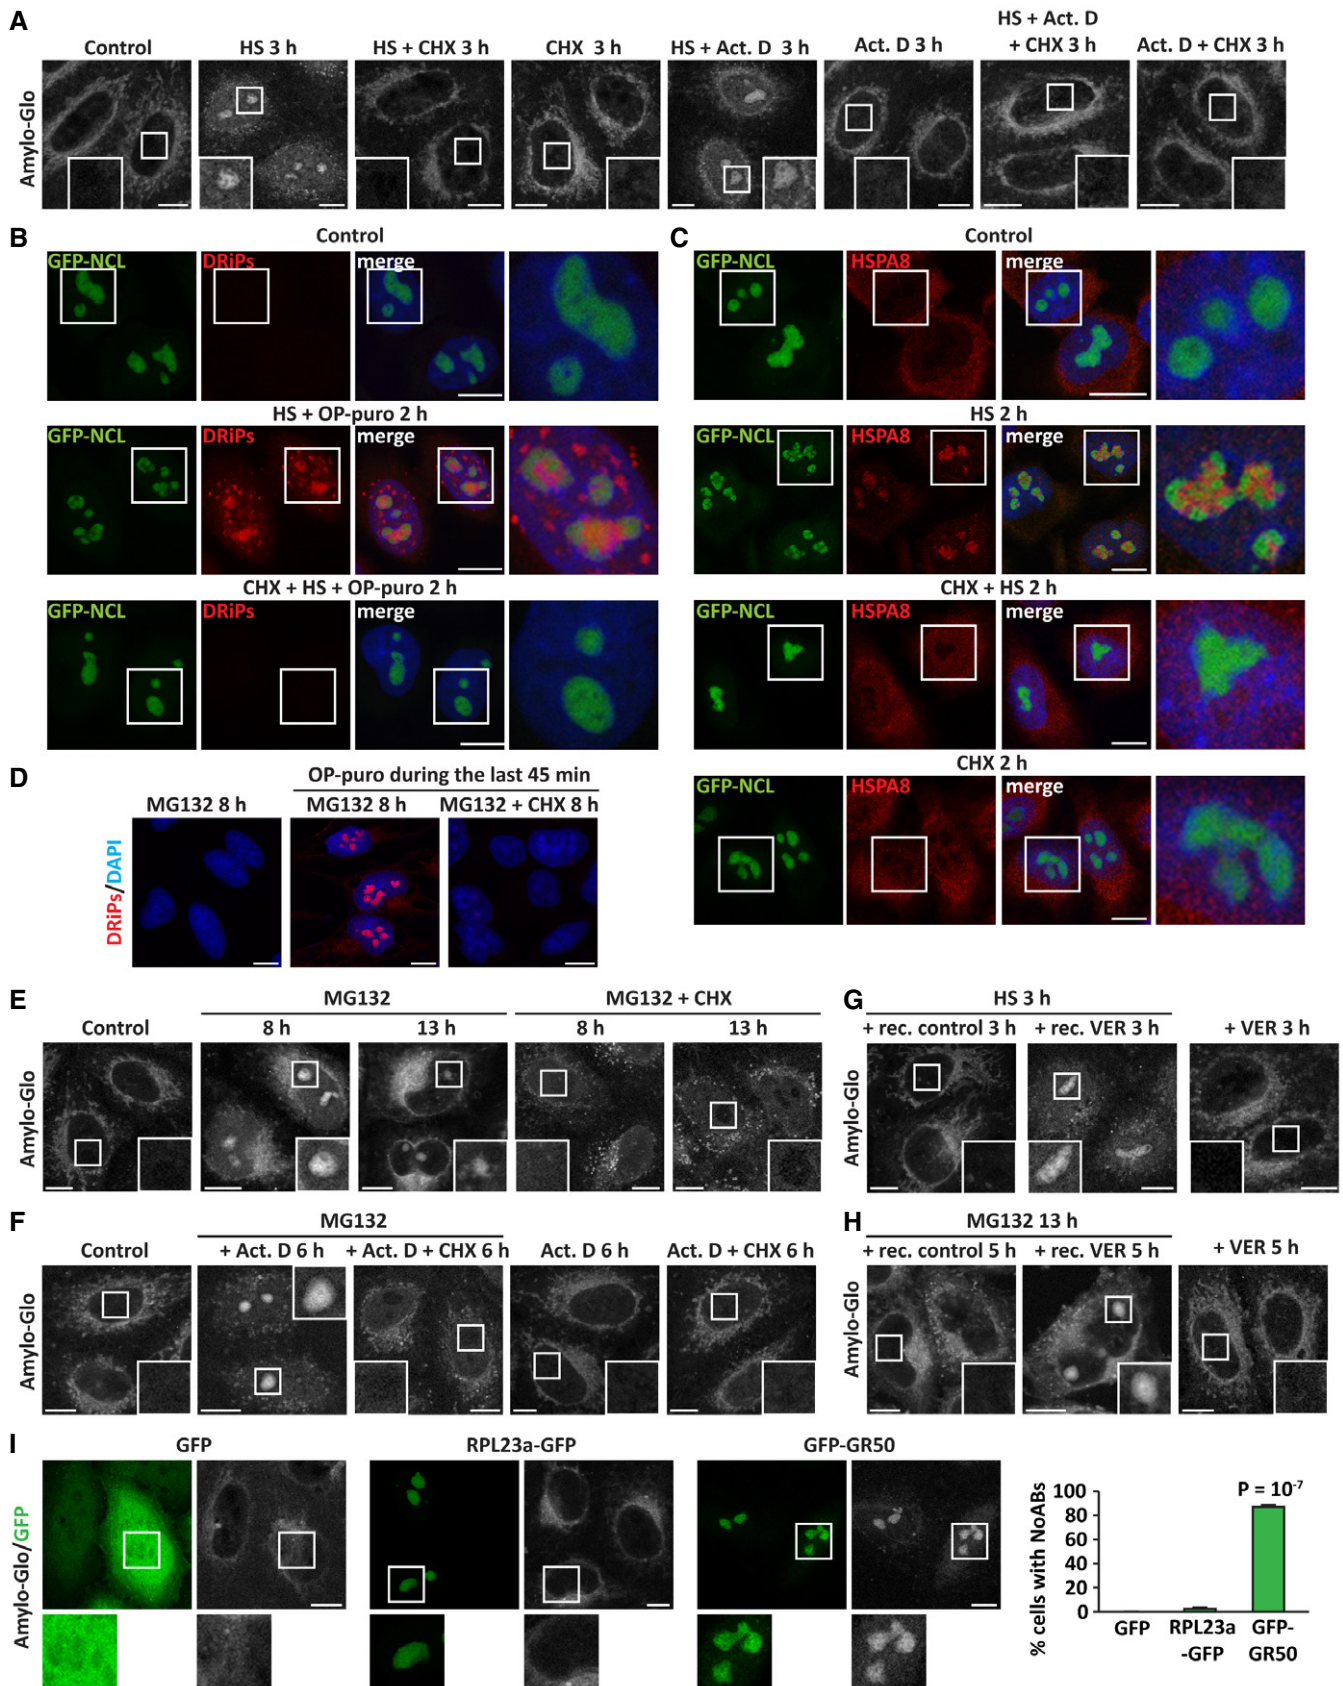 A
Control
HS 3 h
HS + CHX 3 h
CHX 3 h
HS + Act. D 3 h
Act. D 3 h
HS + Act. D
+ CHX 3 h
Act. D + CHX 3 h
Amylo-Glo
B
Control
GFP-NCL
DRiPs
merge
HS + OP-puro 2 h
GFP-NCL
DRiPs
merge
CHX + HS + OP-puro 2 h
GFP-NCL
DRiPs
merge
C
Control
GFP-NCL
HSPA8
merge
HS 2 h
GFP-NCL
HSPA8
merge
CHX + HS 2 h
GFP-NCL
HSPA8
merge
CHX 2 h
GFP-NCL
HSPA8
merge
D
OP-puro during the last 45 min
MG132 8 h
MG132 8 h
MG132 + CHX 8 h
DRiPs/DAPI
E
MG132
MG132 + CHX
Control
8 h
13 h
8 h
13 h
Amylo-Glo
G
HS 3 h
+ rec. control 3 h
+ rec. VER 3 h
+ VER 3 h
Amylo-Glo
F
MG132
Control
+ Act. D 6 h
+ Act. D + CHX 6 h
Act. D 6 h
Act. D + CHX 6 h
Amylo-Glo
H
MG132 13 h
+ rec. control 5 h
+ rec. VER 5 h
+ VER 5 h
Amylo-Glo
I
GFP
RPL23a-GFP
GFP-GR50
Amylo-Glo/GFP
% cells with NoABs
100
80
60
40
20
0
P = 10⁻⁷
GFP
RPL23a
-GFP
GFP-
GR50